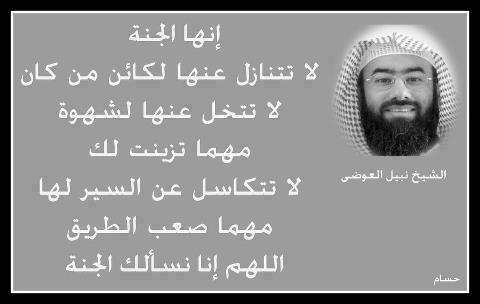 إنها الجنة
لا تتنازل عنها لكائن من كان
لا تتخل عنها لشهوة
مهما تزينت لك
لا تتكاسل عن السير لها
مهما صعب الطريق
اللهم إنا نسألك الجنة
الشيخ نبيل العوضى
حسام